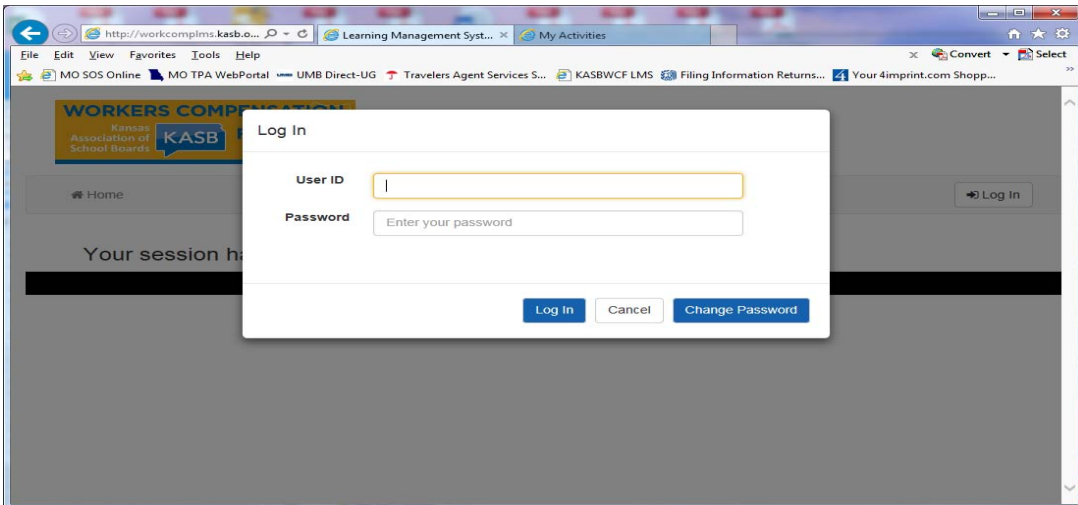 http://workcomplms.kasb.o...
Learning Management Syst... ×
My Activities
File Edit View Favorites Tools Help
x Convert Select
MO SOS Online MO TPA WebPortal UMB Direct-UG Travelers Agent Services S... KASBWCF LMS Filing Information Returns... 4 Your 4imprint.com Shopp... »
WORKERS COMPENSATION
Kansas
Association of
School Boards
KASB
Home
Log In
Your session ha
Log In
User ID
Password
Enter your password
Log In Cancel Change Password